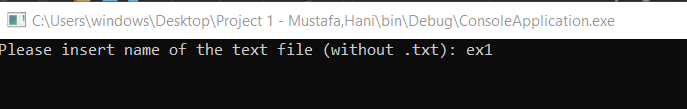 C:\Users\windows\Desktop\Project 1 - Mustafa,Hani\bin\Debug\ConsoleApplication.exe
Please insert name of the text file (without .txt): ex1